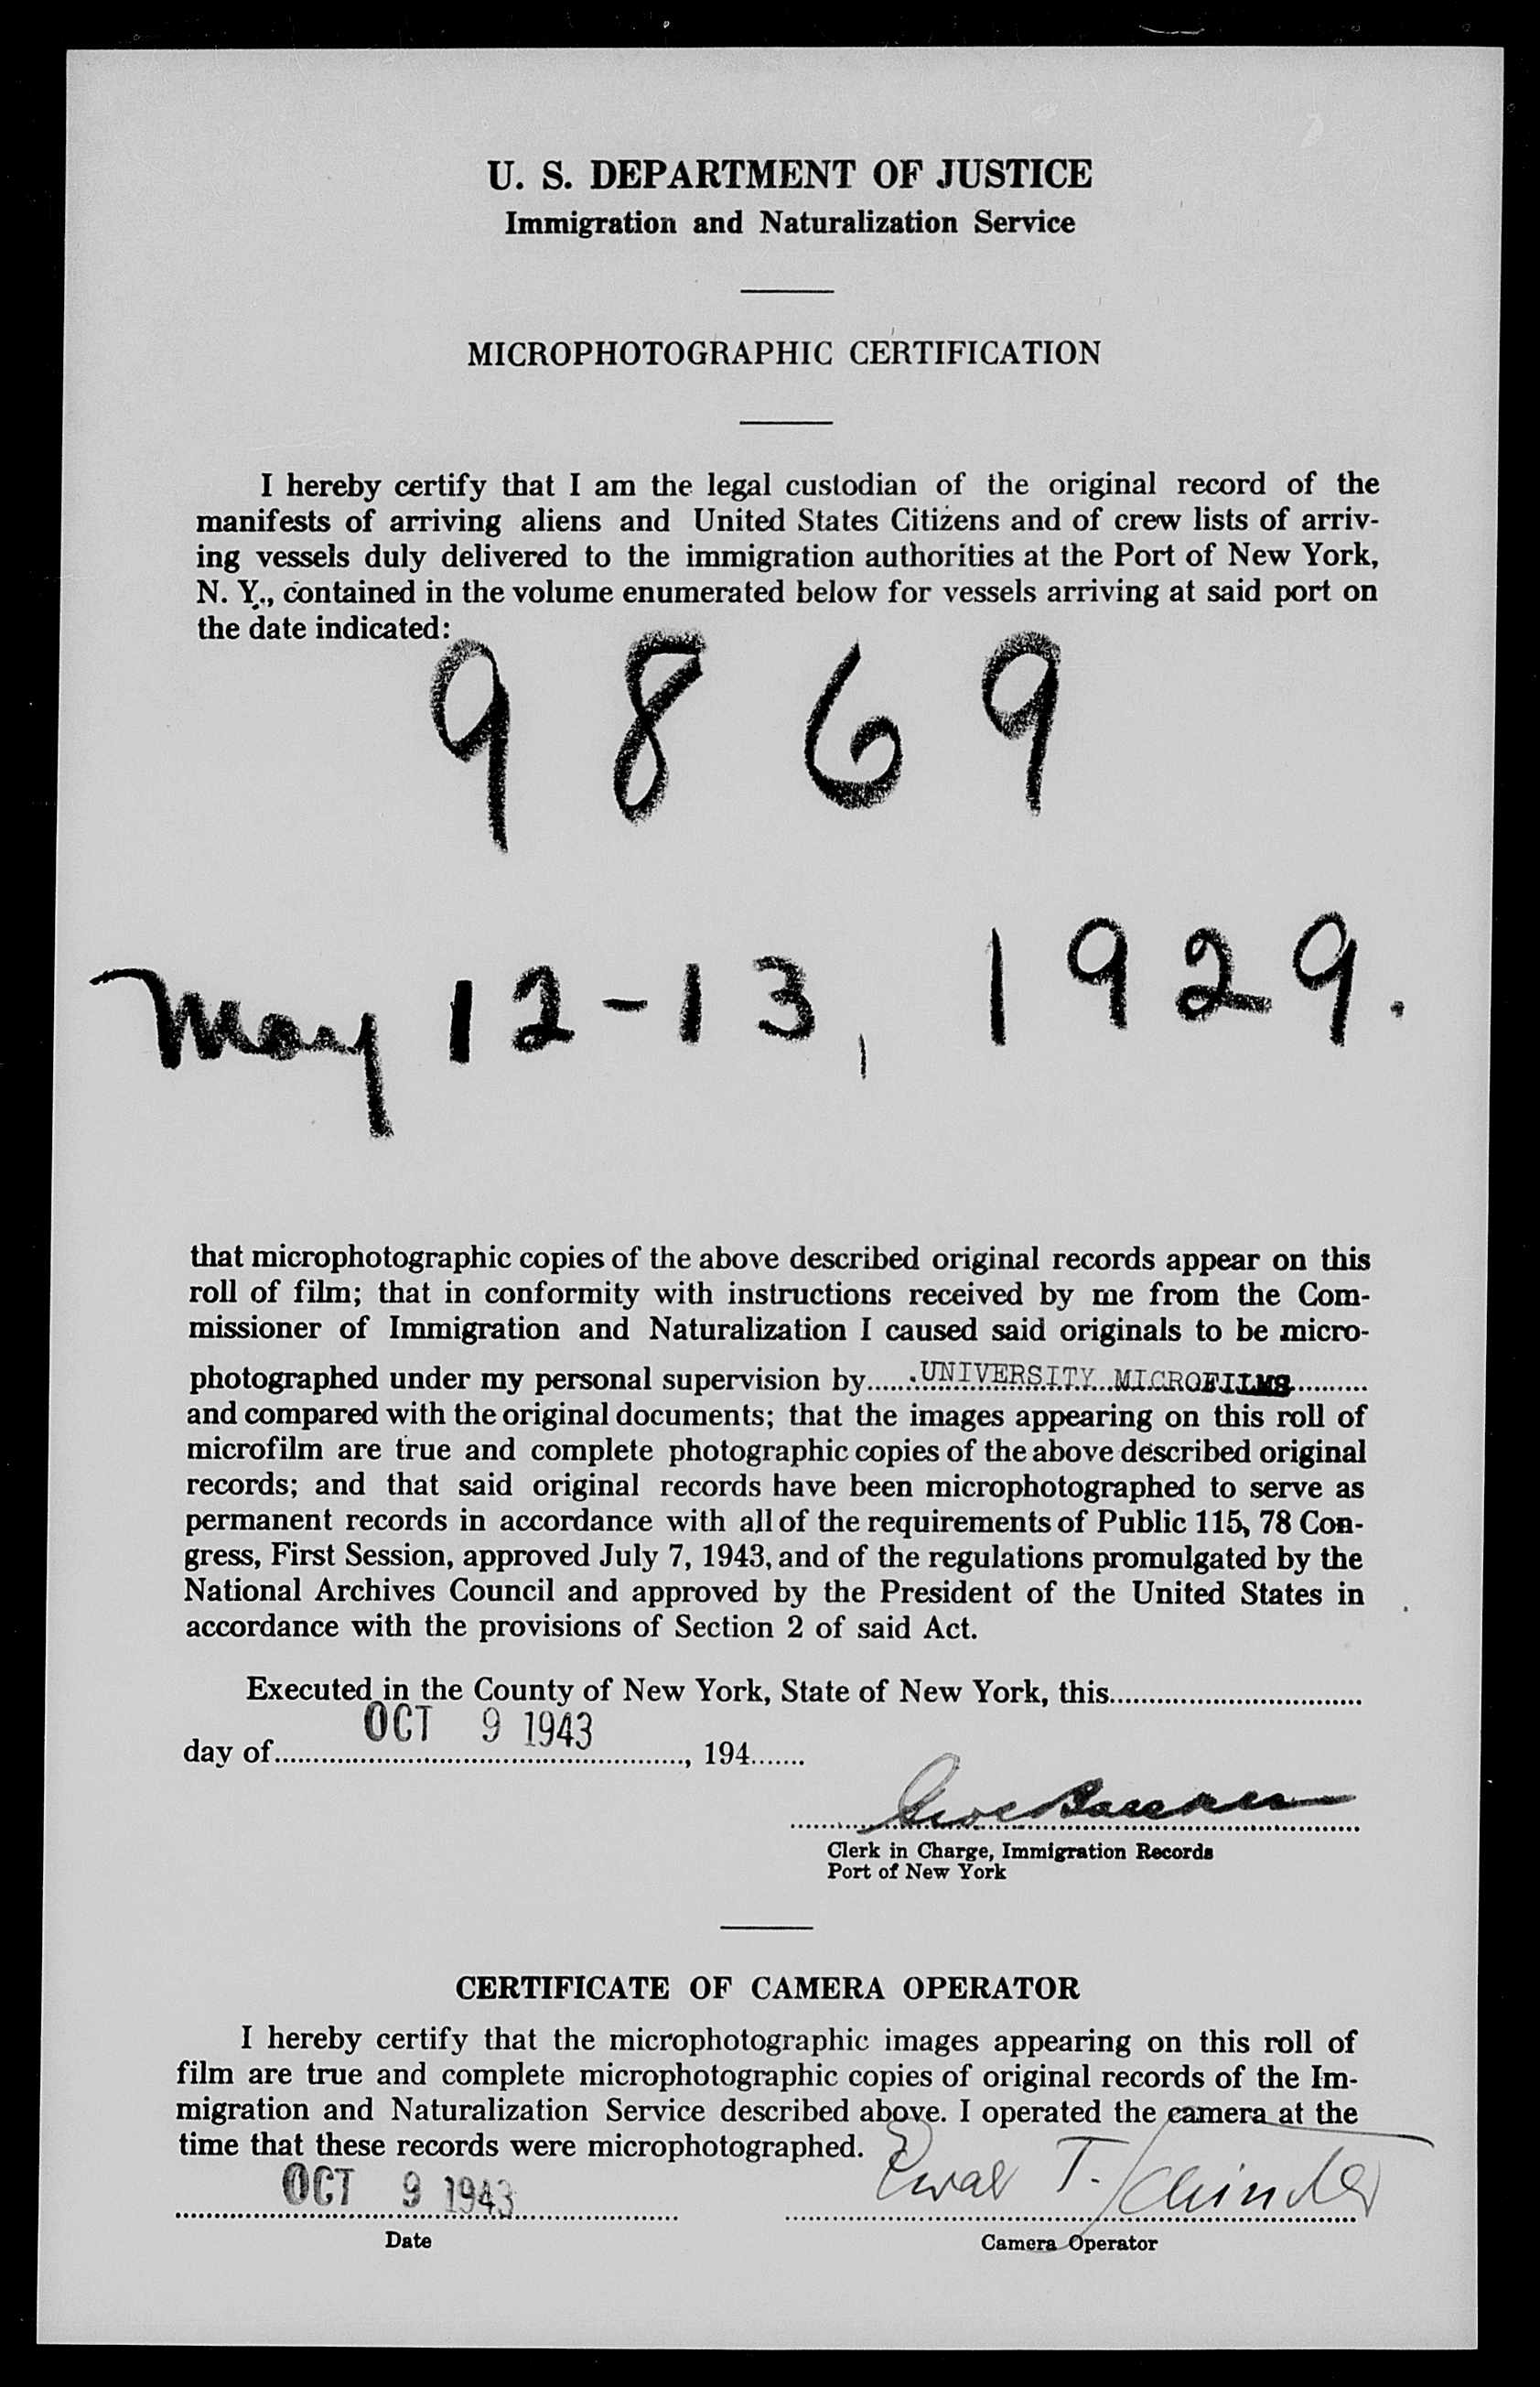 U. S. DEPARTMENT OF JUSTICE
Immigration and Naturalization Service
MICROPHOTOGRAPHIC CERTIFICATION
I hereby certify that I am the legal custodian of the original record of the
manifests of arriving aliens and United States Citizens and of crew lists of arriv-
ing vessels duly delivered to the immigration authorities at the Port of New York,
N. Y., contained in the volume enumerated below for vessels arriving at said port on
the date indicated:
9869
May 12-13, 1929.
that microphotographic copies of the above described original records appear on this
roll of film; that in conformity with instructions received by me from the Com-
missioner of Immigration and Naturalization I caused said originals to be micro-
photographed under my personal supervision by UNIVERSITY MICROFILMS
and compared with the original documents; that the images appearing on this roll of
microfilm are true and complete photographic copies of the above described original
records; and that said original records have been microphotographed to serve as
permanent records in accordance with all of the requirements of Public 115, 78 Con-
gress, First Session, approved July 7, 1943, and of the regulations promulgated by the
National Archives Council and approved by the President of the United States in
accordance with the provisions of Section 2 of said Act.
Executed in the County of New York, State of New York, this
OCT 9 1943
day of, 194
Clerk in Charge, Immigration Records
Port of New York
CERTIFICATE OF CAMERA OPERATOR
I hereby certify that the microphotographic images appearing on this roll of
film are true and complete microphotographic copies of original records of the Im-
migration and Naturalization Service described above. I operated the camera at the
time that these records were microphotographed.
OCT 9 1943
T.
Date
Camera Operator